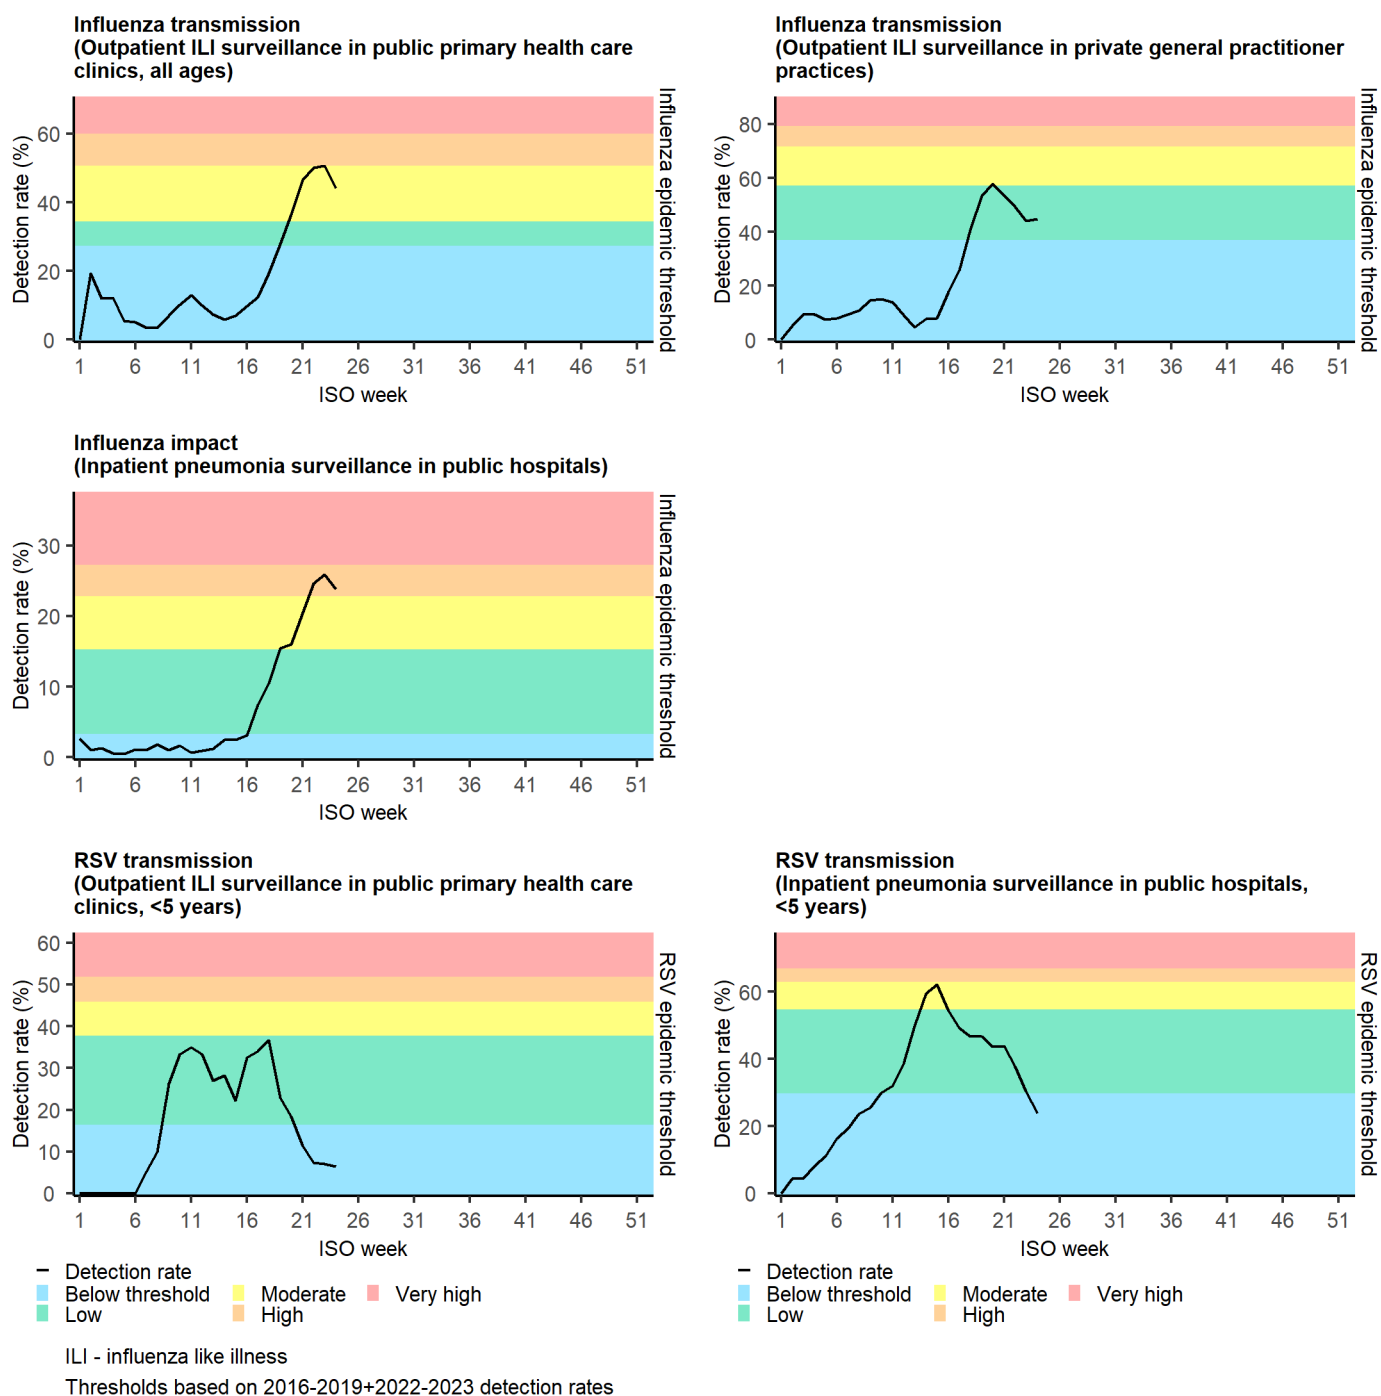 Influenza transmission
(Outpatient ILI surveillance in public primary health care
clinics, all ages)
Detection rate (%)
60
40
20
0
1 6 11 16 21 26 31 36 41 46 51
ISO week
Influenza epidemic threshold
Influenza transmission
(Outpatient ILI surveillance in private general practitioner
practices)
Detection rate (%)
80
60
40
20
0
1 6 11 16 21 26 31 36 41 46 51
ISO week
Influenza epidemic threshold
Influenza impact
(Inpatient pneumonia surveillance in public hospitals)
Detection rate (%)
30
20
10
0
1 6 11 16 21 26 31 36 41 46 51
ISO week
Influenza epidemic threshold
RSV transmission
(Outpatient ILI surveillance in public primary health care
clinics, <5 years)
Detection rate (%)
60
50
40
30
20
10
0
1 6 11 16 21 26 31 36 41 46 51
ISO week
RSV epidemic threshold
RSV transmission
(Inpatient pneumonia surveillance in public hospitals,
<5 years)
Detection rate (%)
60
40
20
0
1 6 11 16 21 26 31 36 41 46 51
ISO week
RSV epidemic threshold
Detection rate
Below threshold Moderate Very high
Low High
Detection rate
Below threshold Moderate Very high
Low High
ILI - influenza like illness
Thresholds based on 2016-2019+2022-2023 detection rates